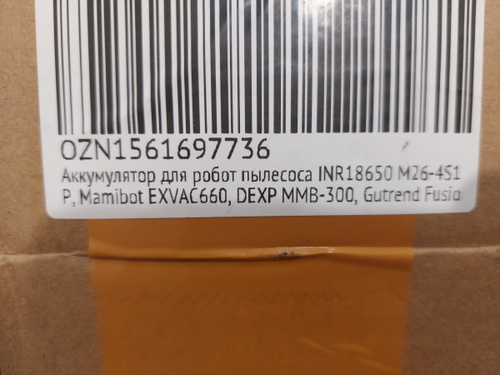 OZN1561697736
Аккумулятор для робот пылесоса INR18650 M26-4S1
P, Mamibot EXVAC660, DEXP MMB-300, Gutrend Fusio